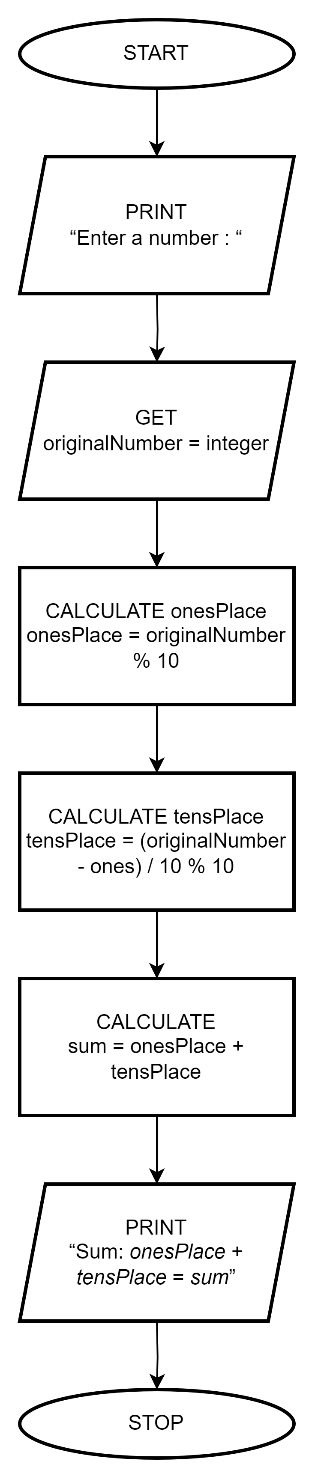 START
PRINT
“Enter a number : “
GET
originalNumber = integer
CALCULATE onesPlace
onesPlace = originalNumber
% 10
CALCULATE tensPlace
tensPlace = (originalNumber
- ones) / 10 % 10
CALCULATE
sum = onesPlace +
tensPlace
PRINT
“Sum: onesPlace +
tensPlace = sum”
STOP